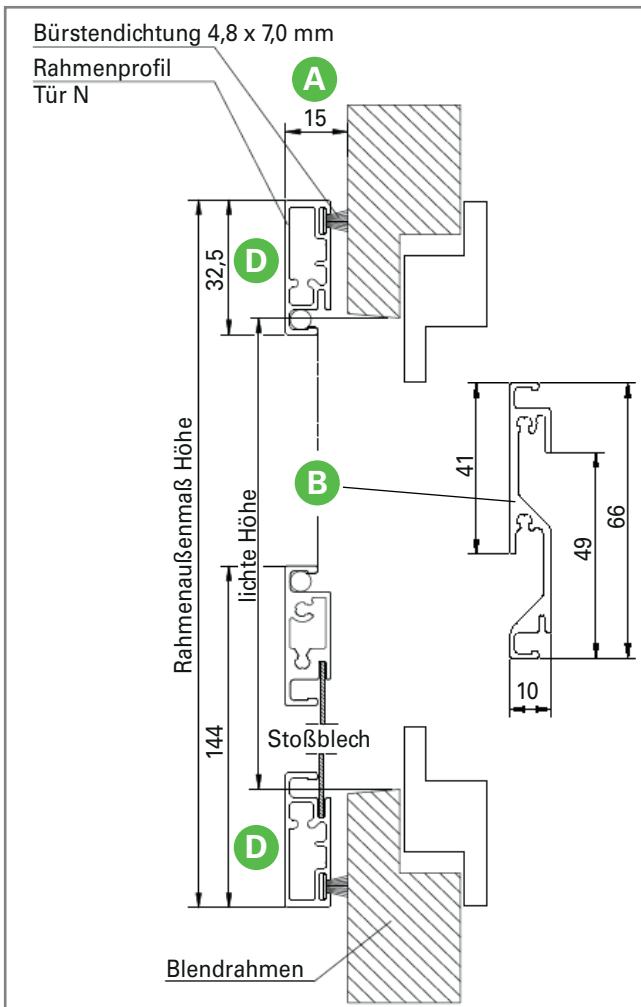 Bürstendichtung 4,8 x 7,0 mm
Rahmenprofil
Tür N
A
15
D
32,5
Rahmenaußenmaß Höhe
lichte Höhe
B
41
49
66
10
144
Stoßblech
D
Blendrahmen